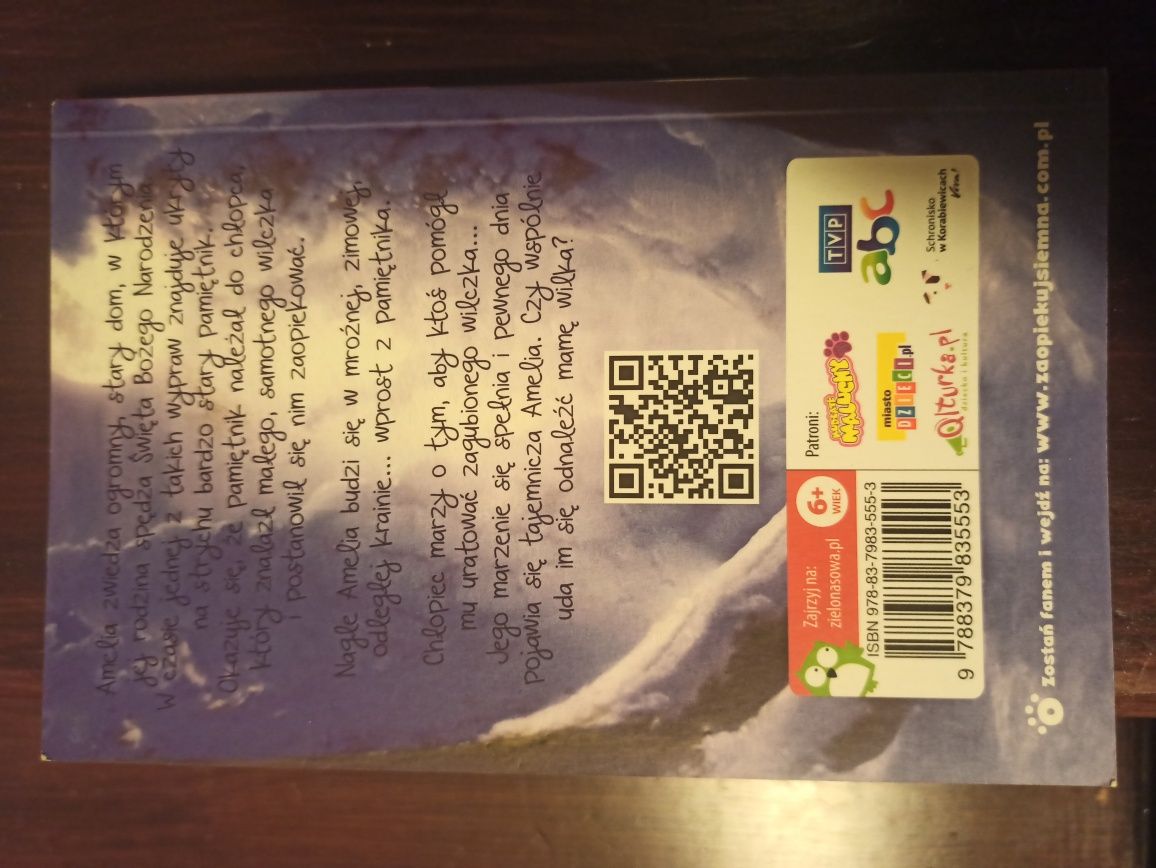 Amelia zwiedza ogromny, stary dom, w którym
jej rodzina spędza Święta Bożego Narodzenia.
W czasie jednej z takich wypraw znajduje ukryty
na strychu bardzo stary pamiętnik.
Okazuje się, że pamiętnik należał do chłopca,
który znalazł małego, samotnego wilczka
i postanowił się nim zaopiekować.
Nagle Amelia budzi się w mroźnej, zimowej,
odległej krainie... wprost z pamiętnika.
Chłopiec marzy o tym, aby ktoś pomógł
mu uratować zagubionego wilczka...
Jego marzenie się spełnia i pewnego dnia
pojawia się tajemnicza Amelia. Czy wspólnie
uda im się odnaleźć mamę wilka?
Zajrzyj na:
zielonasowa.pl
6+
WIEK
ISBN 978-83-7983-555-3
9 788379 835553
Patroni:
MALUCHY
miasto
DZIECI.pl
Qlturka.pl
dziecko i kultura
TVP
abc
Schronisko
w Korabiewicach
Viva!
zostań fanem i wejdź na: www.zaopiekujsiemna.com.pl